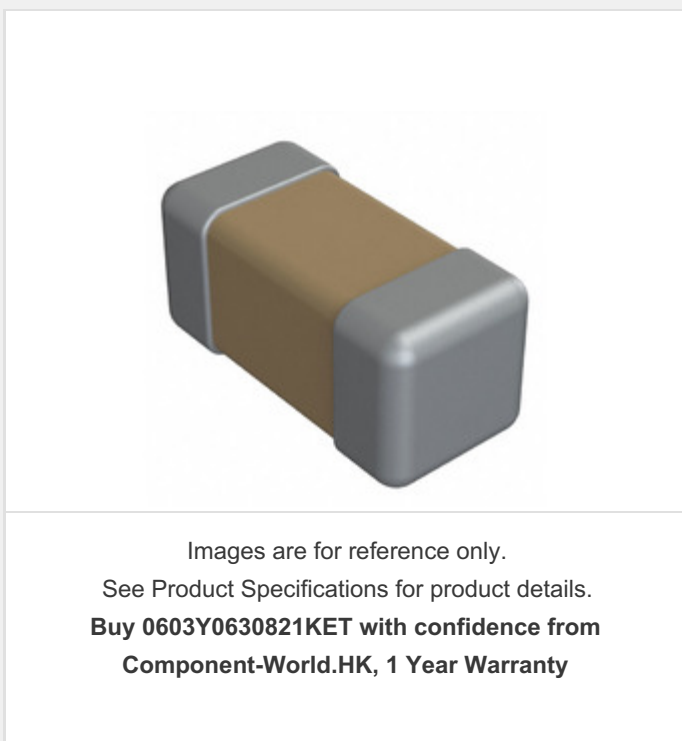 Images are for reference only.
See Product Specifications for product details.
Buy 0603Y0630821KET with confidence from
Component-World.HK, 1 Year Warranty